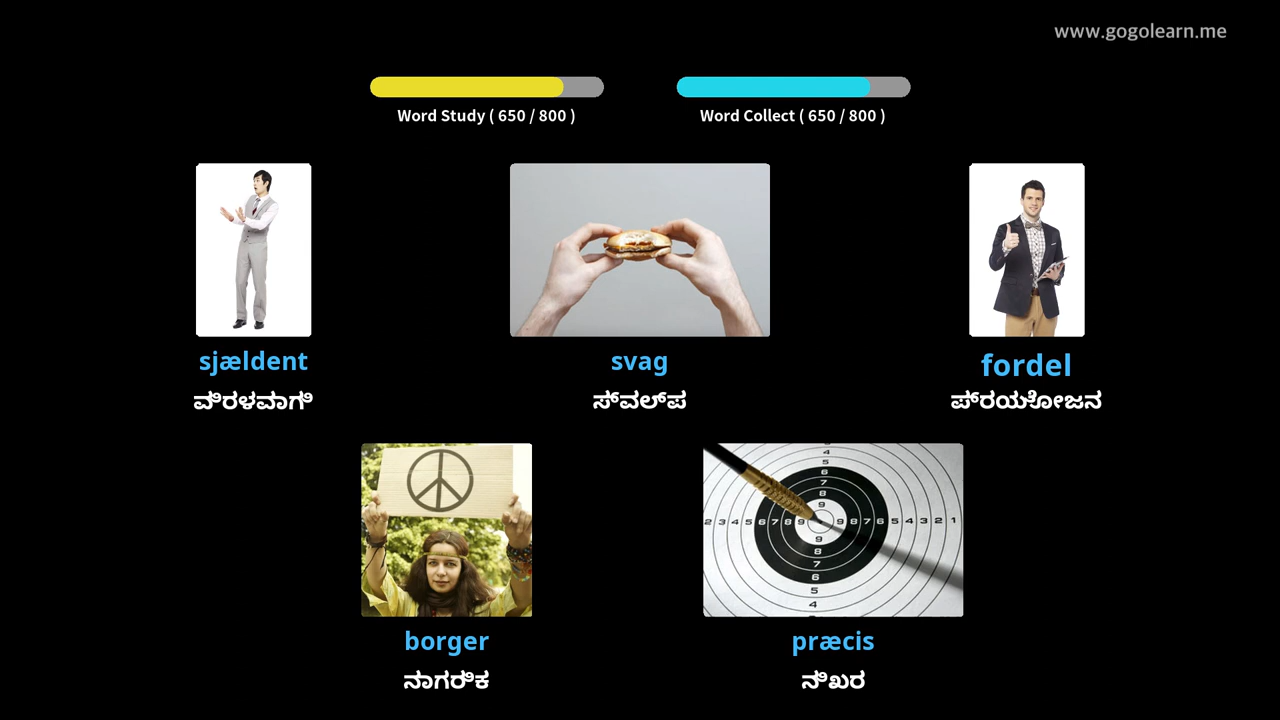 www.gogolearn.me
Word Study ( 650 / 800 )
Word Collect ( 650 / 800 )
sjældent
ವಿರಳವಾಗಿ
svag
ಸ್ವಲ್ಪ
fordel
ಪ್ರಯೋಜನ
borger
ನಾಗರಿಕ
præcis
ನಿಖರ